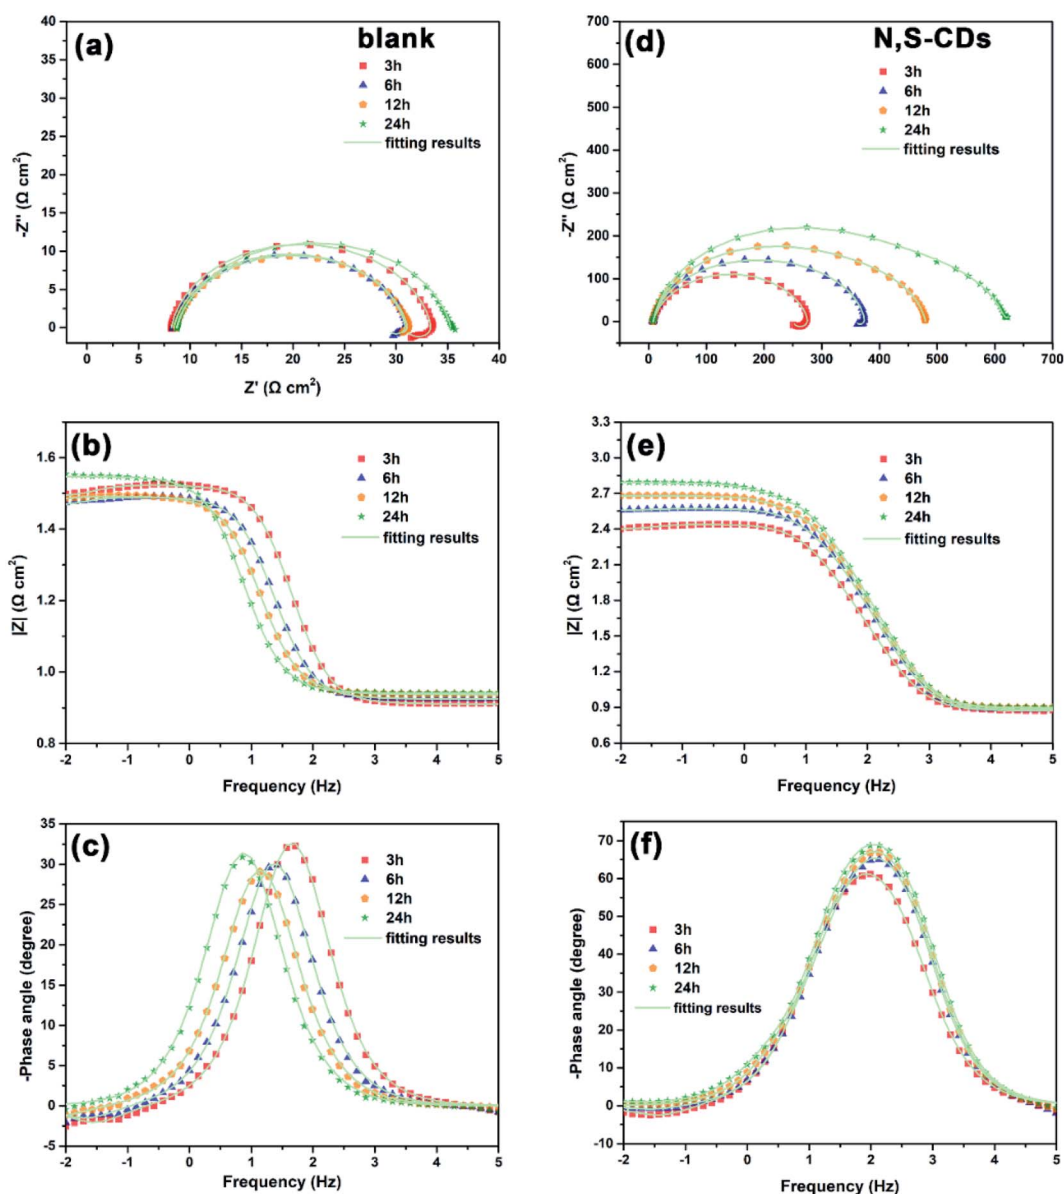 (a) blank
3h
6h
12h
24h
fitting results
-Z'' (Ω cm²)
40
35
30
25
20
15
10
5
0
0 5 10 15 20 25 30 35 40
Z' (Ω cm²)
(d) N,S-CDs
3h
6h
12h
24h
fitting results
-Z'' (Ω cm²)
700
600
500
400
300
200
100
0
0 100 200 300 400 500 600 700
(b)
3h
6h
12h
24h
fitting results
|Z| (Ω cm²)
1.6
1.4
1.2
1.0
0.8
-2 -1 0 1 2 3 4 5
Frequency (Hz)
(e)
3h
6h
12h
24h
fitting results
|Z| (Ω cm²)
3.3
3.0
2.7
2.4
2.1
1.8
1.5
1.2
0.9
0.6
-2 -1 0 1 2 3 4 5
Frequency (Hz)
(c)
3h
6h
12h
24h
fitting results
-Phase angle (degree)
35
30
25
20
15
10
5
0
-5
-2 -1 0 1 2 3 4 5
Frequency (Hz)
(f)
3h
6h
12h
24h
fitting results
-Phase angle (degree)
70
60
50
40
30
20
10
0
-10
-2 -1 0 1 2 3 4 5
Frequency (Hz)